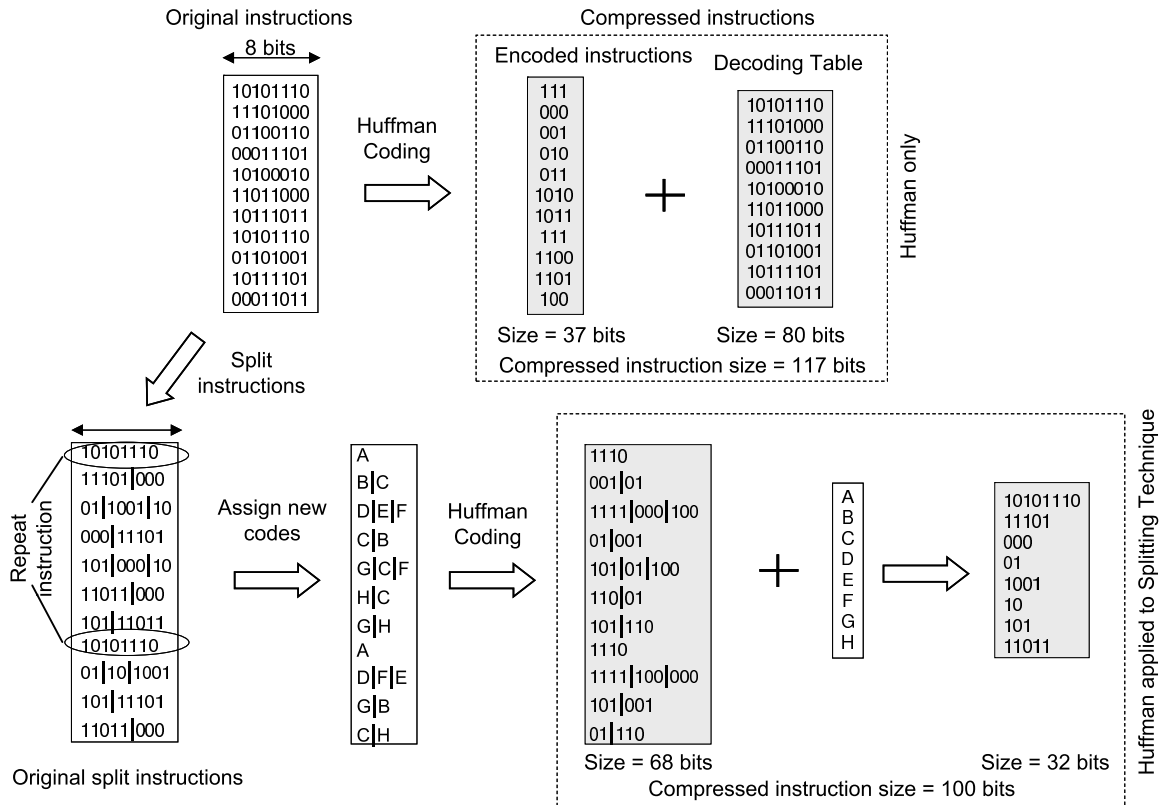 Original instructions
8 bits
10101110
11101000
01100110
00011101
10100010
11011000
10111011
10101110
01101001
10111101
00011011
Huffman
Coding
Compressed instructions
Encoded instructions
111
000
001
010
011
1010
1011
111
1100
1101
100
Size = 37 bits
+
Decoding Table
10101110
11101000
01100110
00011101
10100010
11011000
10111011
01101001
10111101
00011011
Size = 80 bits
Compressed instruction size = 117 bits
Huffman only
Split
instructions
Repeat
instruction
10101110
11101|000
01|1001|10
000|11101
101|000|10
11011|000
101|11011
10101110
01|10|1001
101|11101
11011|000
Original split instructions
Assign new
codes
A
B|C
D|E|F
C|B
G|C|F
H|C
G|H
A
D|F|E
G|B
C|H
Huffman
Coding
1110
001|01
1111|000|100
01|001
101|01|100
110|01
101|110
1110
1111|100|000
101|001
01|110
Size = 68 bits
+
A
B
C
D
E
F
G
H
10101110
11101
000
01
1001
10
101
11011
Size = 32 bits
Compressed instruction size = 100 bits
Huffman applied to Splitting Technique